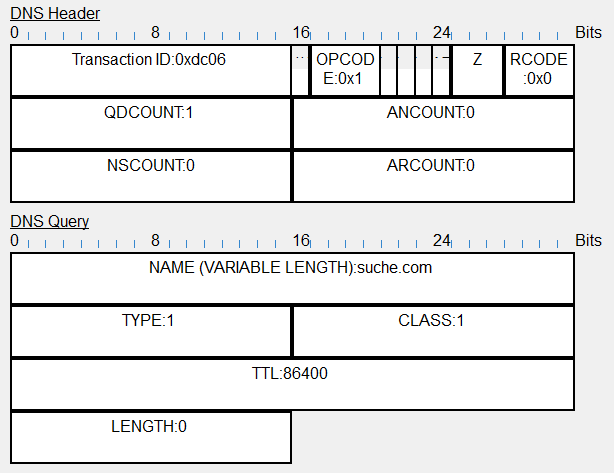 DNS Header
0 8 16 24 Bits
Transaction ID:0xdc06 .. OPCOD Z RCODE
E:0x1 :0x0
QDCOUNT:1 ANCOUNT:0
NSCOUNT:0 ARCOUNT:0
DNS Query
0 8 16 24 Bits
NAME (VARIABLE LENGTH):suche.com
TYPE:1 CLASS:1
TTL:86400
LENGTH:0